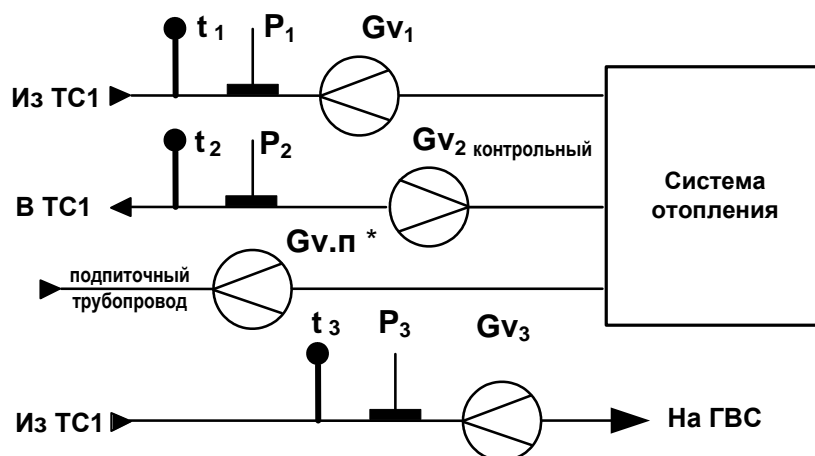 t 1 P1 Gv1
Из ТС1
t 2 P2 Gv2 контрольный
В ТС1
Система
отопления
Gv.п *
подпиточный
трубопровод
t 3 P3 Gv3
Из ТС1
На ГВС